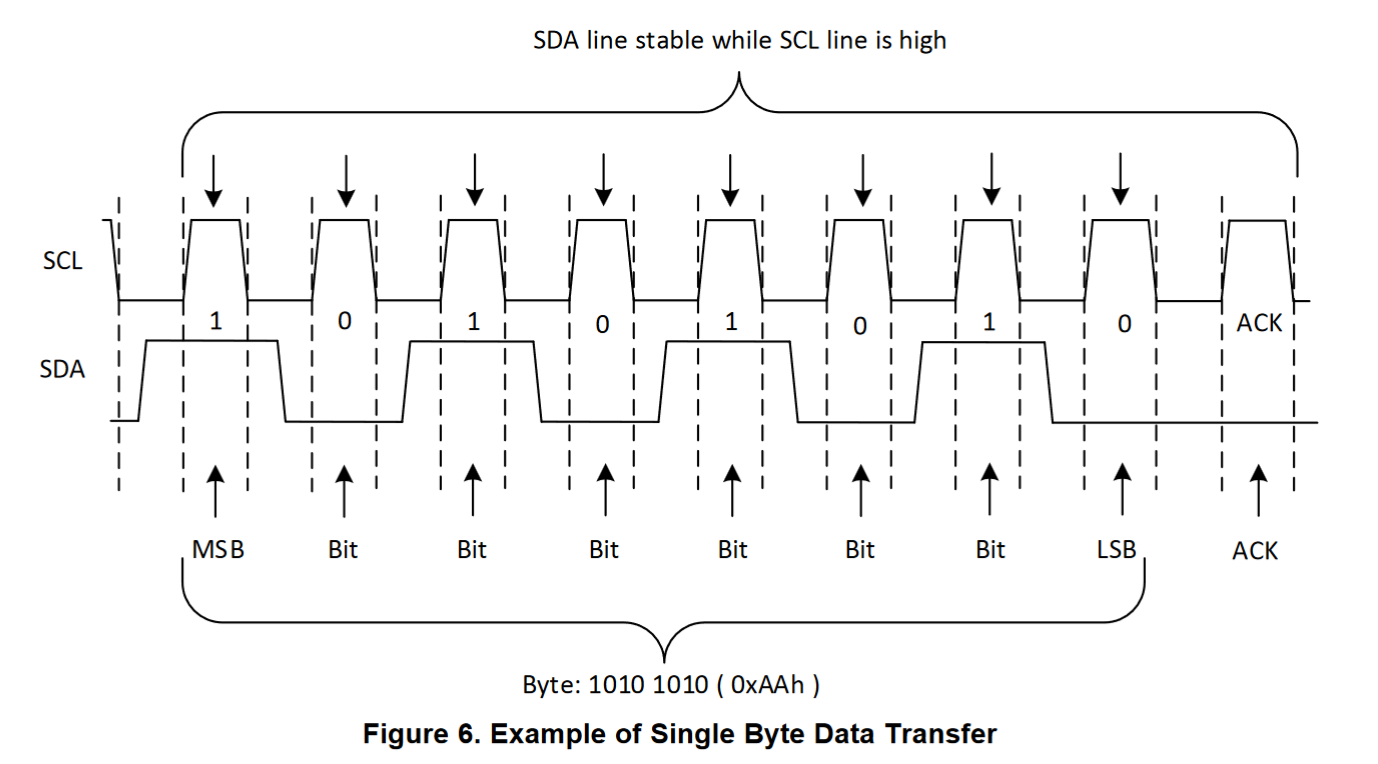 SDA line stable while SCL line is high
SCL
1 0 1 0 1 0 1 0 ACK
SDA
MSB Bit Bit Bit Bit Bit Bit LSB ACK
Byte: 1010 1010 ( 0xAAh )
Figure 6. Example of Single Byte Data Transfer